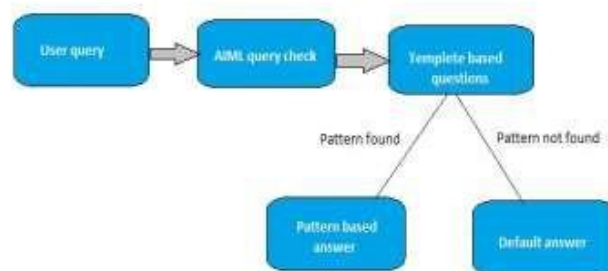 User query
AIML query check
Templete based
questions
Pattern found
Pattern not found
Pattern based
answer
Default answer